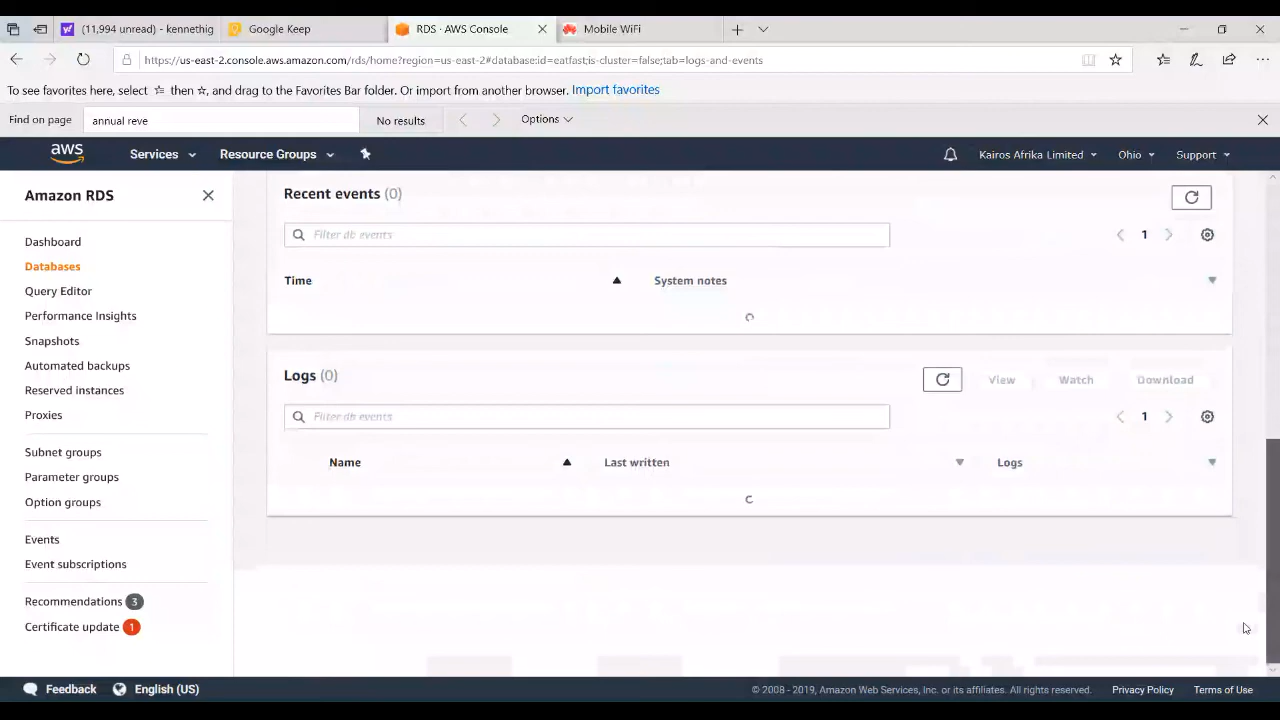 (11,994 unread) - kennethig
Google Keep
RDS · AWS Console
Mobile WiFi
https://us-east-2.console.aws.amazon.com/rds/home?region=us-east-2#database:id=eatfast;is-cluster=false;tab=logs-and-events
To see favorites here, select then ☆, and drag to the Favorites Bar folder. Or import from another browser. Import favorites
Find on page
annual reve
No results
Options
aws
Services
Resource Groups
Kairos Afrika Limited
Ohio
Support
Amazon RDS
Dashboard
Databases
Query Editor
Performance Insights
Snapshots
Automated backups
Reserved instances
Proxies
Subnet groups
Parameter groups
Option groups
Events
Event subscriptions
Recommendations 3
Certificate update 1
Recent events (0)
Filter db events
1
Time
System notes
Logs (0)
View
Watch
Download
Filter db events
1
Name
Last written
Logs
Feedback
English (US)
© 2008 - 2019, Amazon Web Services, Inc. or its affiliates. All rights reserved.
Privacy Policy
Terms of Use